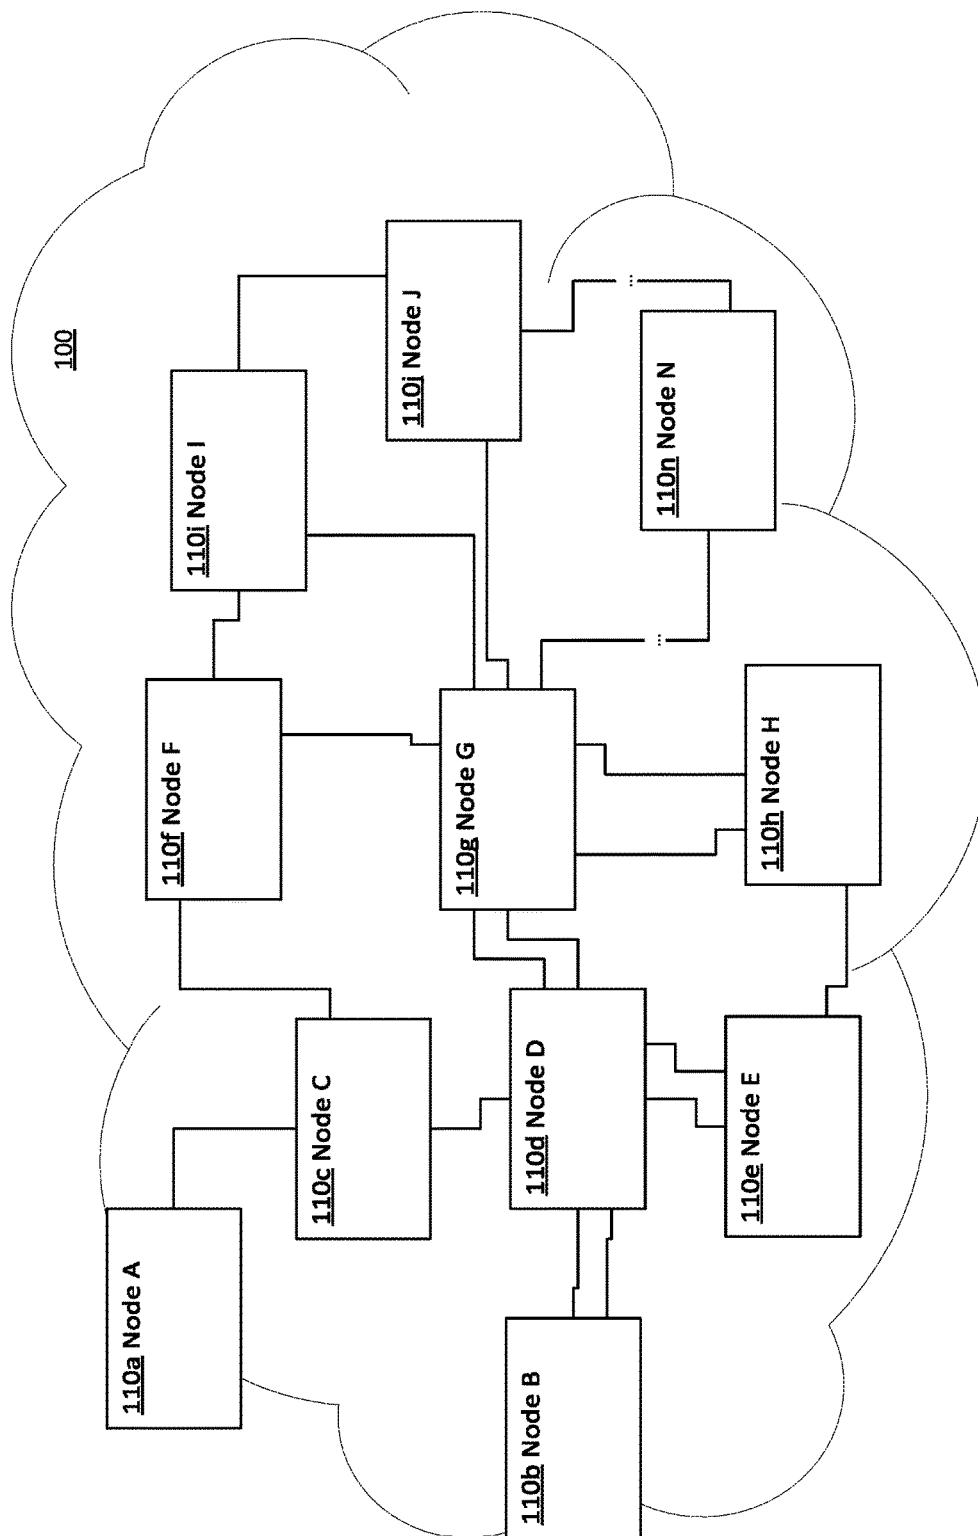 100
110a Node A
110f Node F
110i Node I
110c Node C
110j Node J
110g Node G
110b Node B
110d Node D
...
...
110n Node N
110e Node E
110h Node H